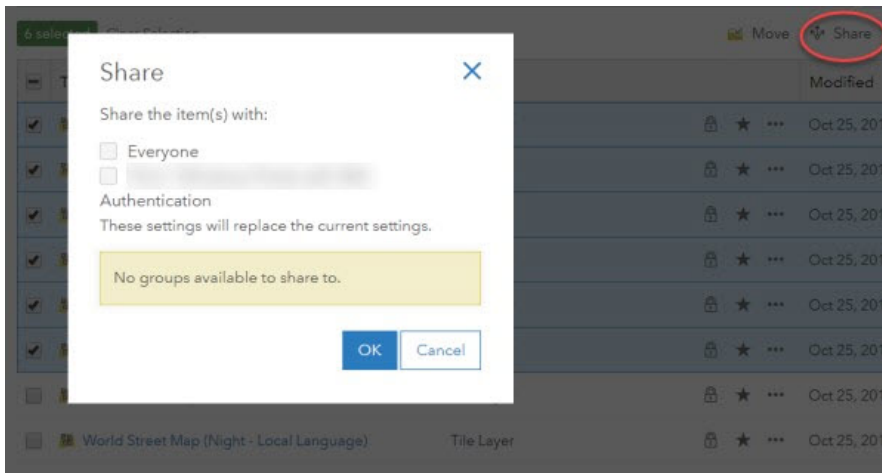 6 selected Clear Selection
Move Share
Modified
Share
Share the item(s) with:
Everyone
Authentication
These settings will replace the current settings.
No groups available to share to.
OK Cancel
Oct 25, 201
Oct 25, 201
Oct 25, 201
Oct 25, 201
Oct 25, 201
Oct 25, 201
Oct 25, 201
World Street Map (Night - Local Language) Tile Layer Oct 25, 201